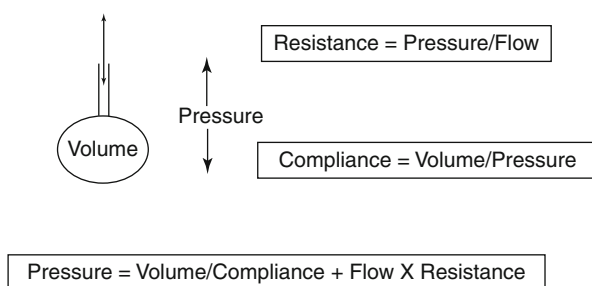 Resistance = Pressure/Flow
Pressure
Volume
Compliance = Volume/Pressure
Pressure = Volume/Compliance + Flow X Resistance